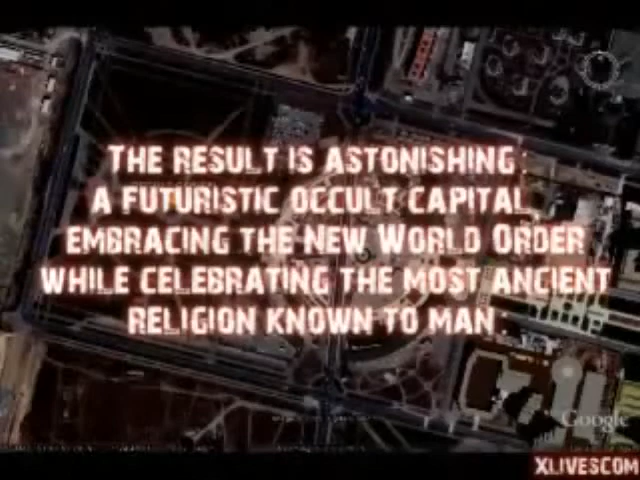 THE RESULT IS ASTONISHING:
A FUTURISTIC OCCULT CAPITAL,
EMBRACING THE NEW WORLD ORDER
WHILE CELEBRATING THE MOST ANCIENT
RELIGION KNOWN TO MAN:
Google
XLIVESCOM